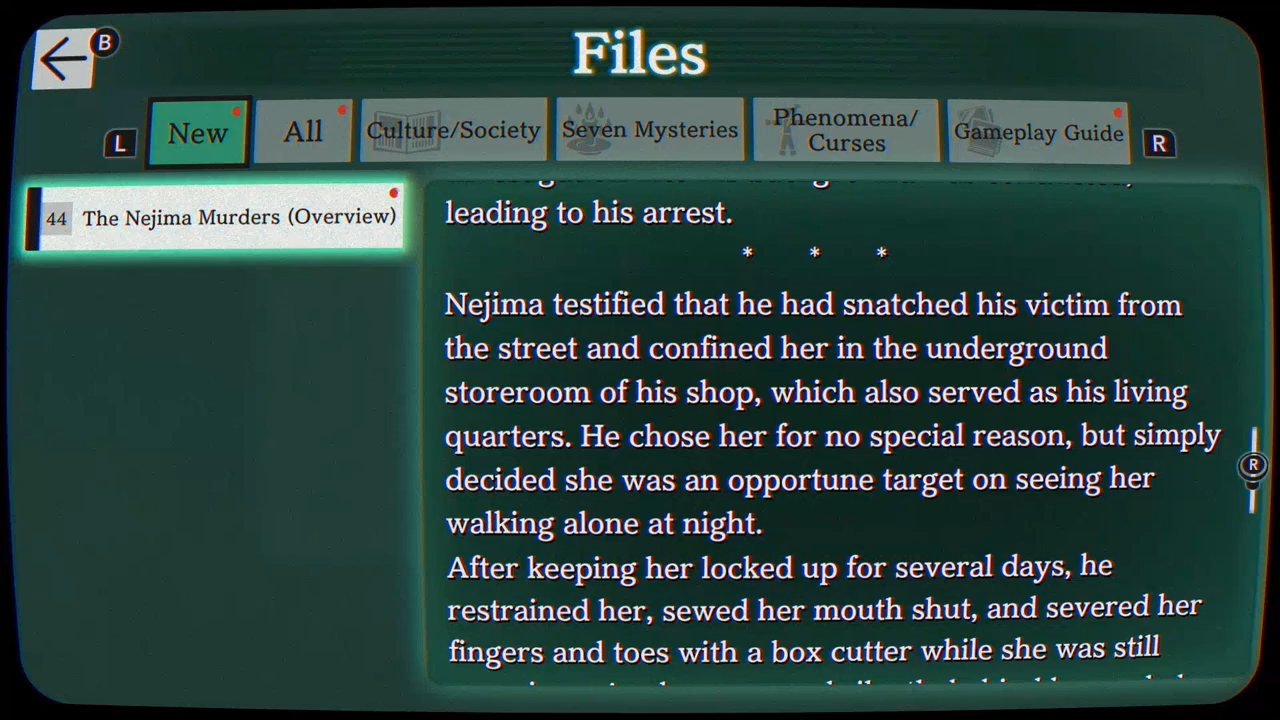 B
Files
L
New
All
Culture/Society
Seven Mysteries
Phenomena/
Curses
Gameplay Guide
R
44 The Nejima Murders (Overview)
leading to his arrest.
* * *
Nejima testified that he had snatched his victim from
the street and confined her in the underground
storeroom of his shop, which also served as his living
quarters. He chose her for no special reason, but simply
decided she was an opportune target on seeing her
walking alone at night.
After keeping her locked up for several days, he
restrained her, sewed her mouth shut, and severed her
fingers and toes with a box cutter while she was still
R